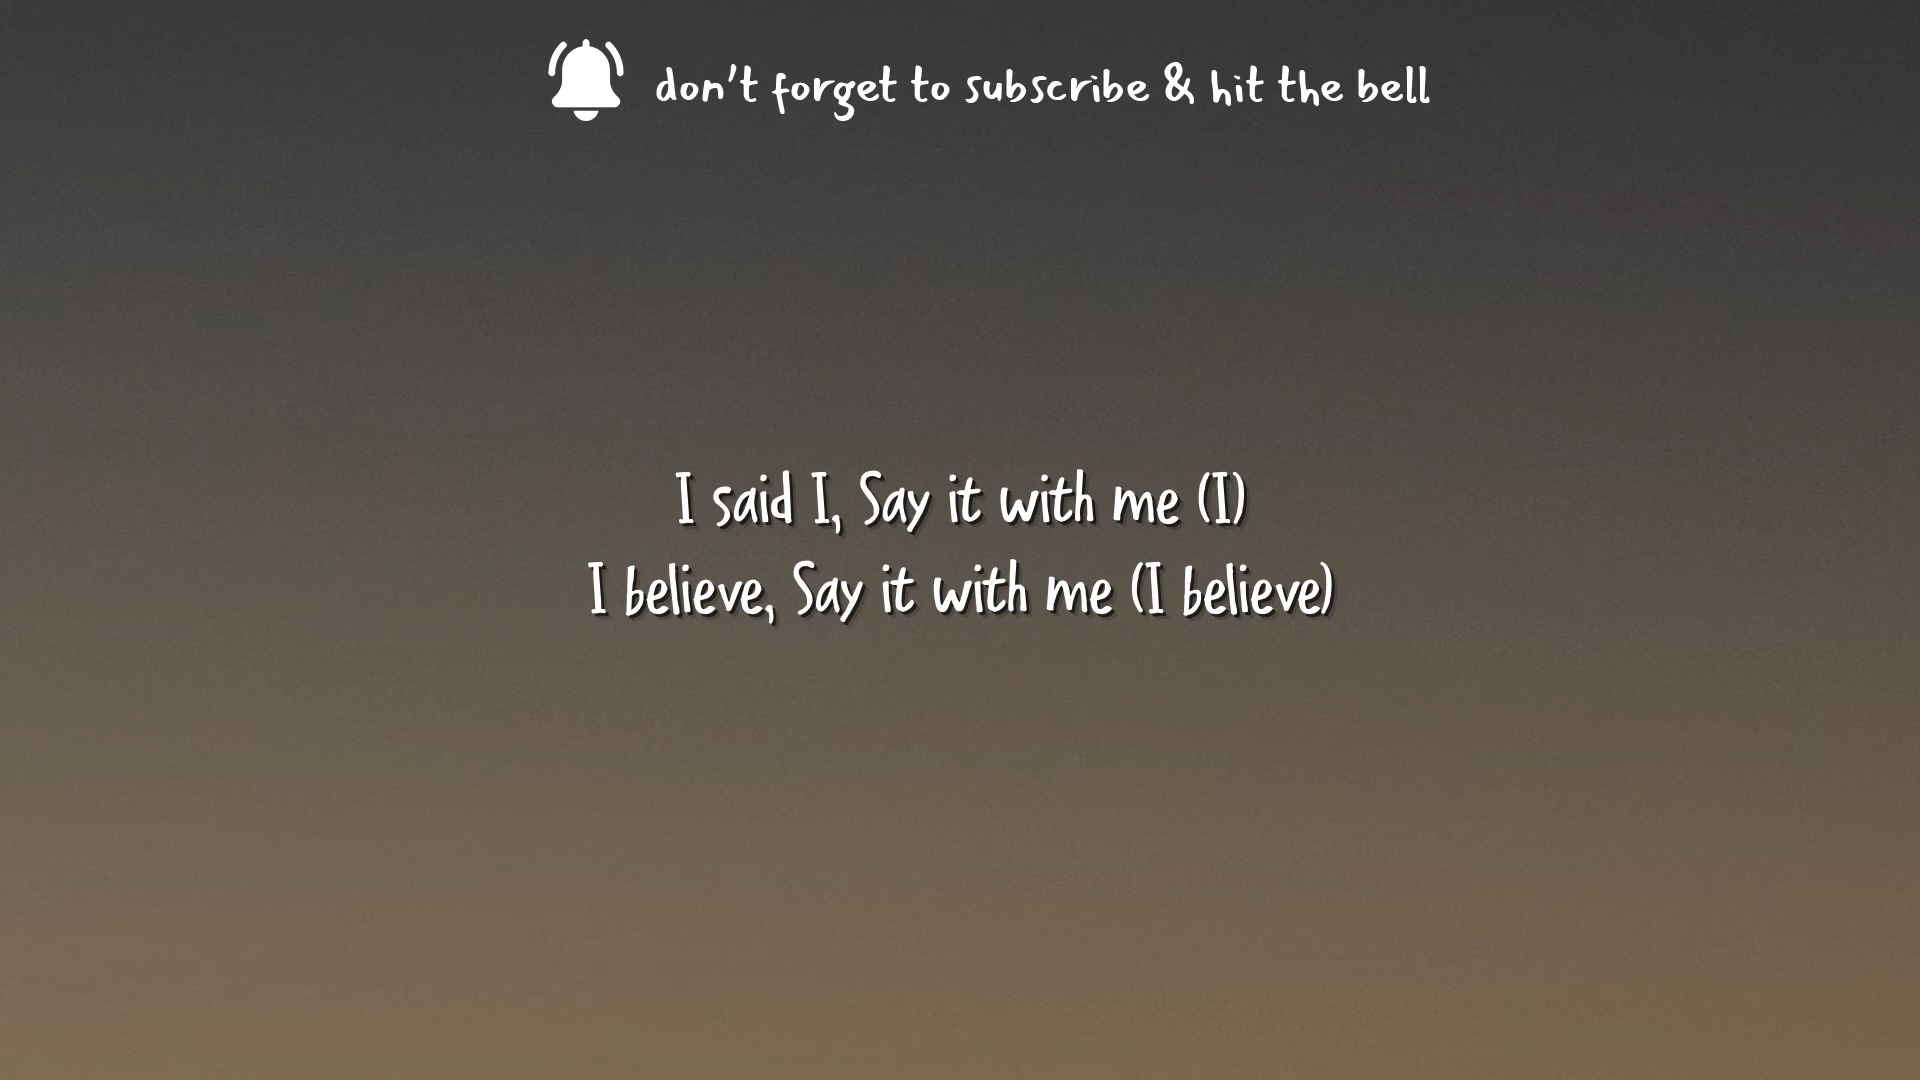 don't forget to subscribe & hit the bell
I said I, Say it with me (I)
I believe, Say it with me (I believe)